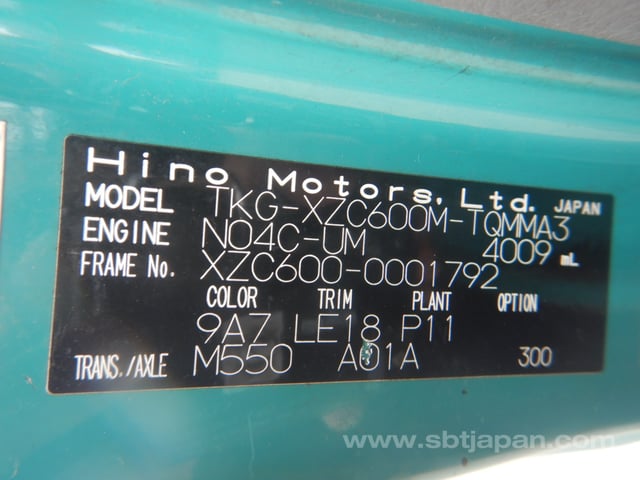 Hino Motors, Ltd. JAPAN
MODEL TKG-XZC600M-TQMMA3
ENGINE N04C-UM 4009 mL
FRAME No. XZC600-0001792
COLOR TRIM PLANT OPTION
9A7 LE18 P11
TRANS./AXLE M550 A01A 300
www.sbtjapan.com